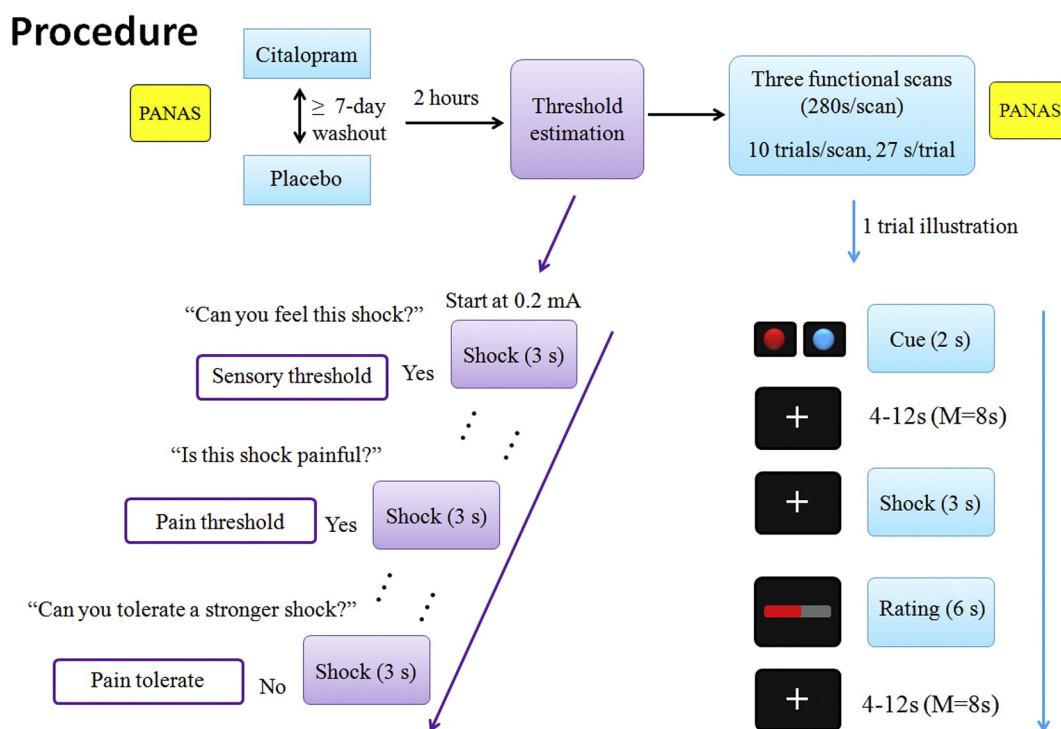 Procedure
PANAS
Citalopram
≥ 7-day
washout
Placebo
2 hours
Threshold
estimation
Three functional scans
(280s/scan)
10 trials/scan, 27 s/trial
PANAS
1 trial illustration
Start at 0.2 mA
“Can you feel this shock?”
Shock (3 s)
Sensory threshold
Yes
“Is this shock painful?”
Shock (3 s)
Pain threshold
Yes
“Can you tolerate a stronger shock?”
Shock (3 s)
Pain tolerate
No
Cue (2 s)
4-12s (M=8s)
Shock (3 s)
Rating (6 s)
4-12s (M=8s)